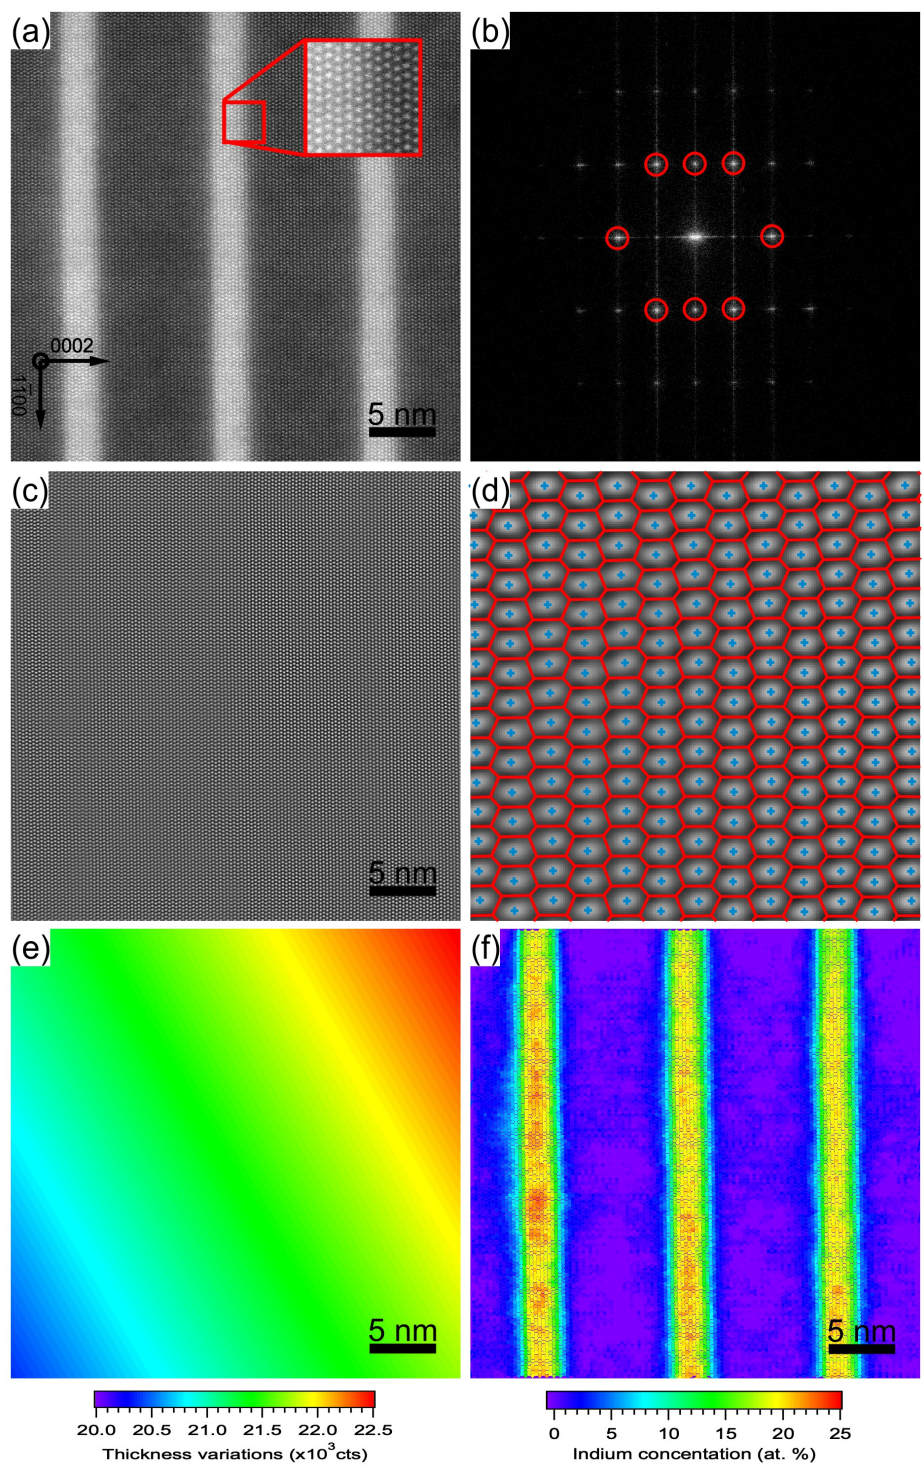 (a)
(b)
0002
1̅100
5 nm
(c)
(d)
5 nm
(e)
(f)
5 nm
5 nm
20.0 20.5 21.0 21.5 22.0 22.5
Thickness variations (x10³cts)
0 5 10 15 20 25
Indium concentation (at. %)